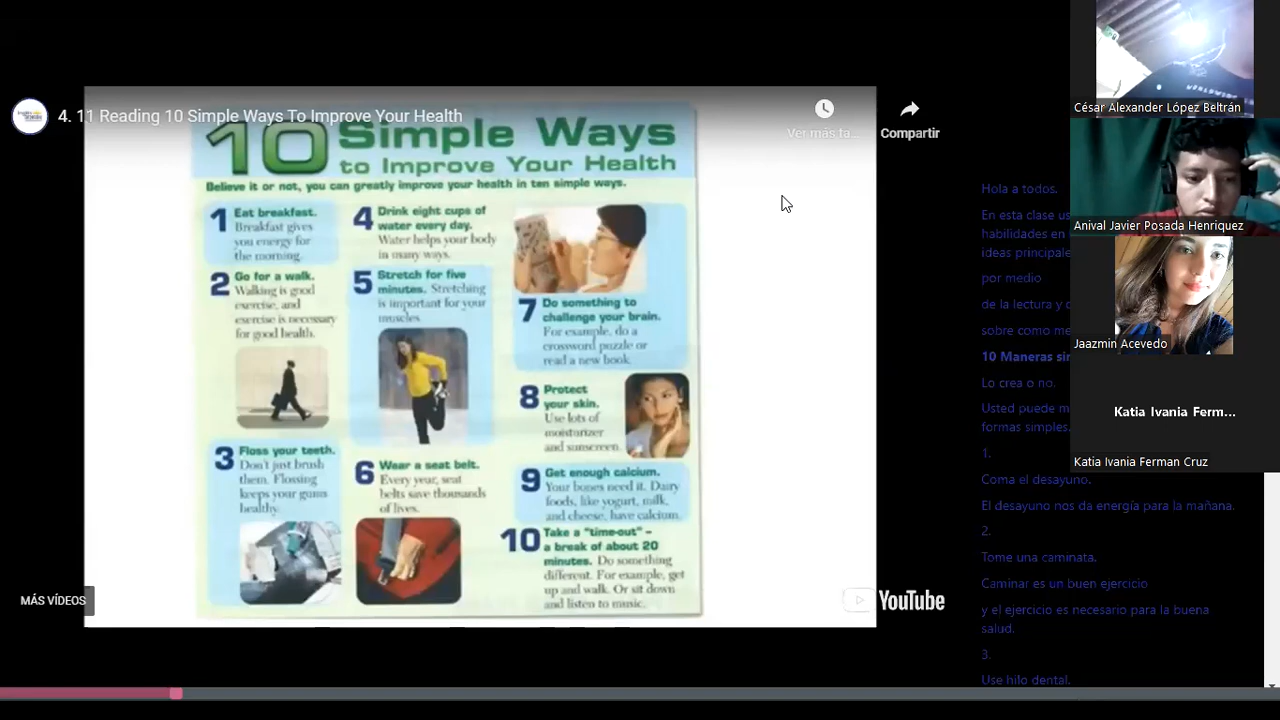 4. 11 Reading 10 Simple Ways To Improve Your Health
Ver más ta...
Compartir
10 Simple Ways
to Improve Your Health
Believe it or not, you can greatly improve your health in ten simple ways.
1 Eat breakfast.
Breakfast gives
you energy for
the morning.
2 Go for a walk.
Walking is good
exercise, and
exercise is necessary
for good health.
3 Floss your teeth.
Don't just brush
them. Flossing
keeps your gums
healthy.
4 Drink eight cups of
water every day.
Water helps your body
in many ways.
5 Stretch for five
minutes. Stretching
is important for your
muscles.
6 Wear a seat belt.
Every year, seat
belts save thousands
of lives.
7 Do something to
challenge your brain.
For example, do a
crossword puzzle or
read a new book.
8 Protect
your skin.
Use lots of
moisturizer
and sunscreen.
9 Get enough calcium.
Your bones need it. Dairy
foods, like yogurt, milk,
and cheese, have calcium.
10 Take a "time-out" –
a break of about 20
minutes. Do something
different. For example, get
up and walk. Or sit down
and listen to music.
MÁS VÍDEOS
YouTube
Hola a todos.
En esta clase us
habilidades en
ideas principale
por medio
de la lectura y
sobre como me
10 Maneras si
Lo crea o no.
Usted puede m
formas simples.
1.
Coma el desayuno.
El desayuno nos da energía para la mañana.
2.
Tome una caminata.
Caminar es un buen ejercicio
y el ejercicio es necesario para la buena
salud.
3.
Use hilo dental.
César Alexander López Beltrán
Anival Javier Posada Henriquez
Jaazmin Acevedo
Katia Ivania Ferm...
Katia Ivania Ferman Cruz